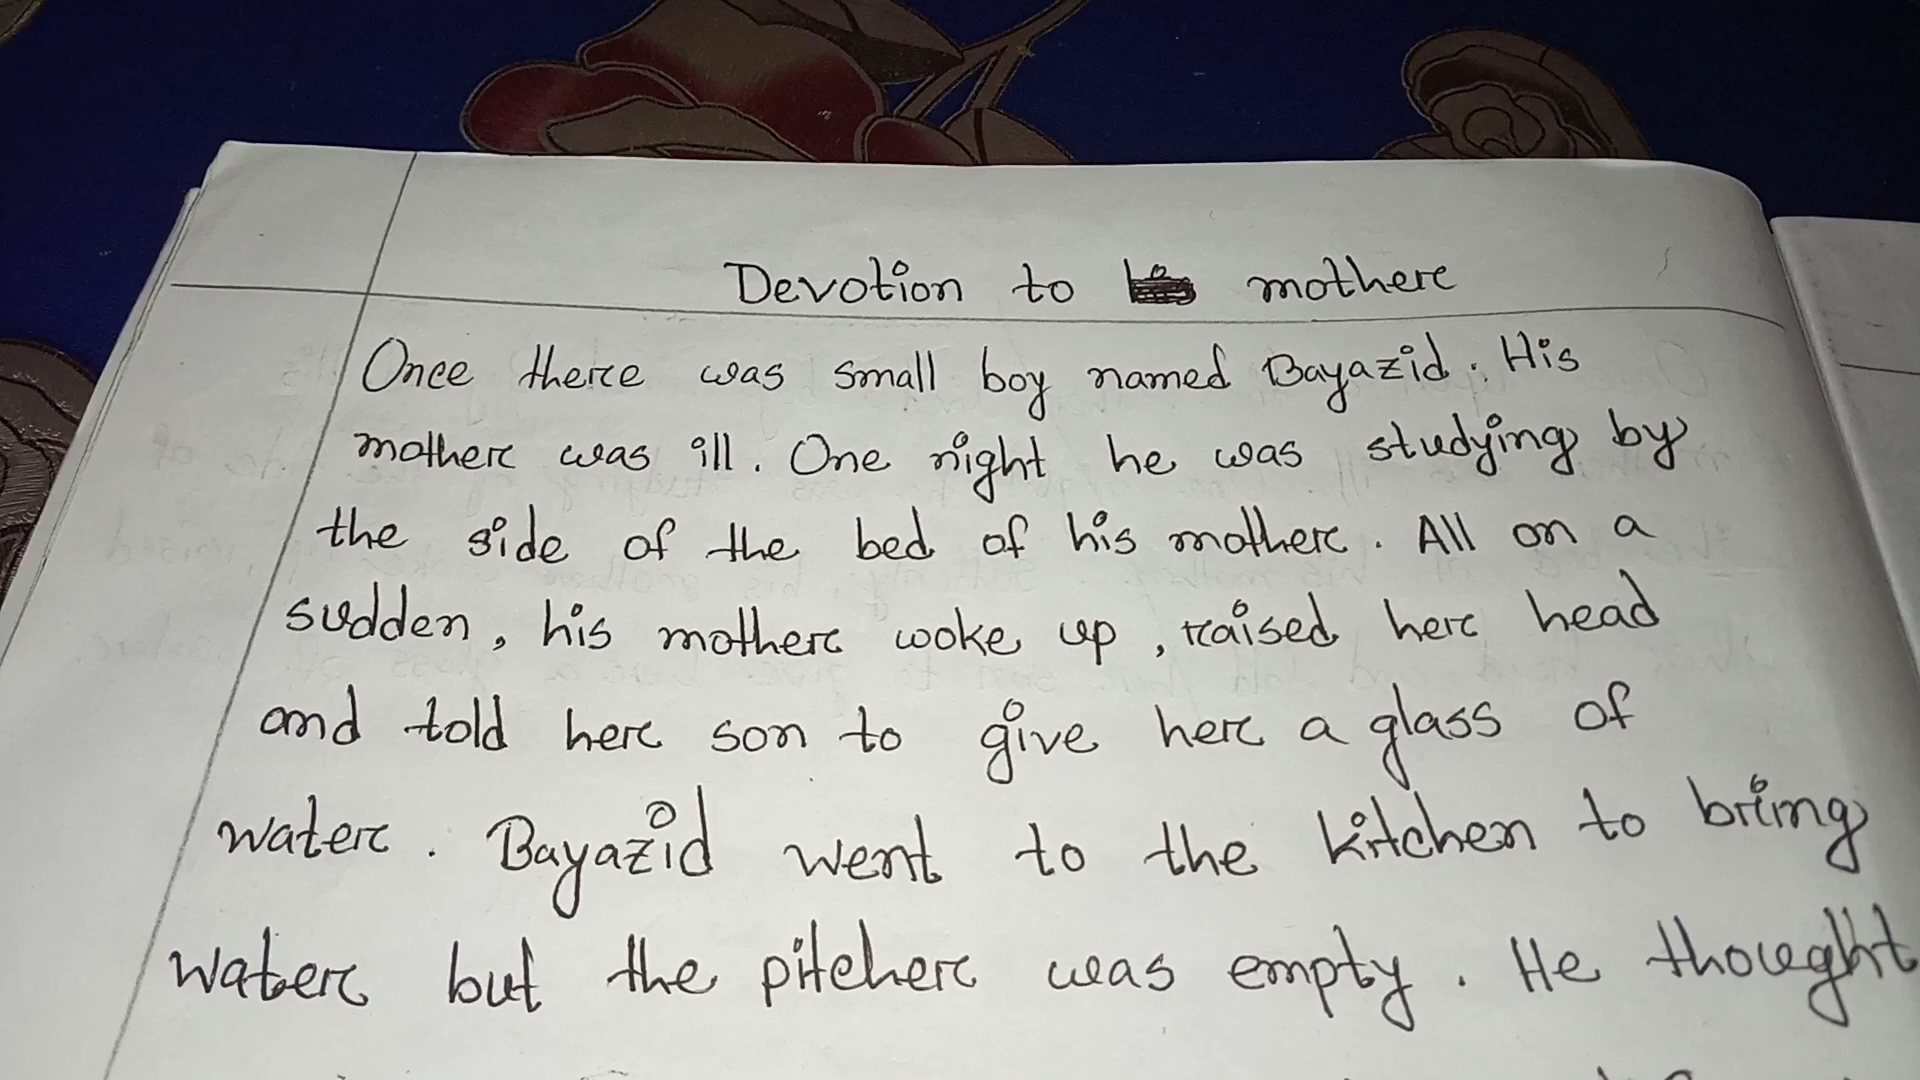 Devotion to mother
Once there was small boy named Bayazid. His
mother was ill. One night he was studying by
the side of the bed of his mother. All on a
sudden, his mother woke up, raised her head
and told her son to give her a glass of
water. Bayazid went to the kitchen to bring
water but the pitcher was empty. He thought